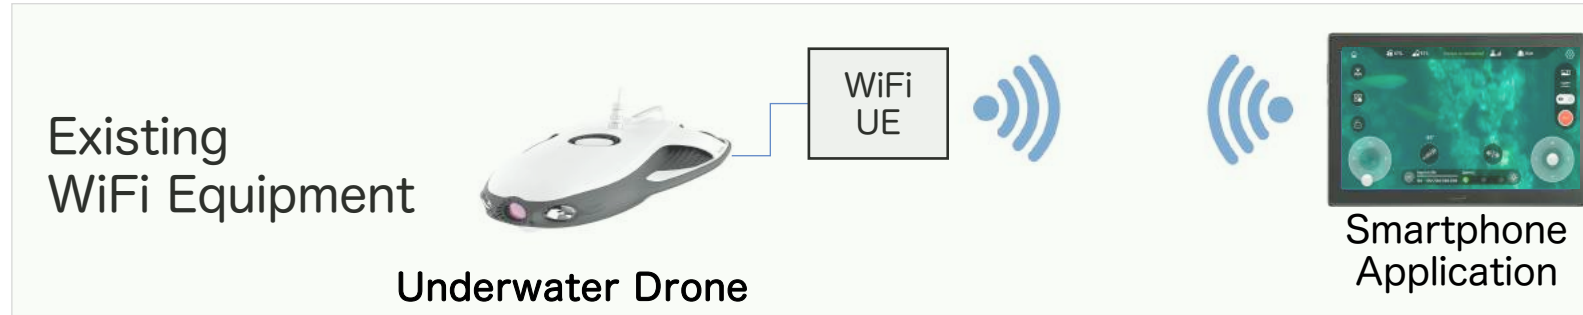 Existing
WiFi Equipment
WiFi
UE
Underwater Drone
Smartphone
Application